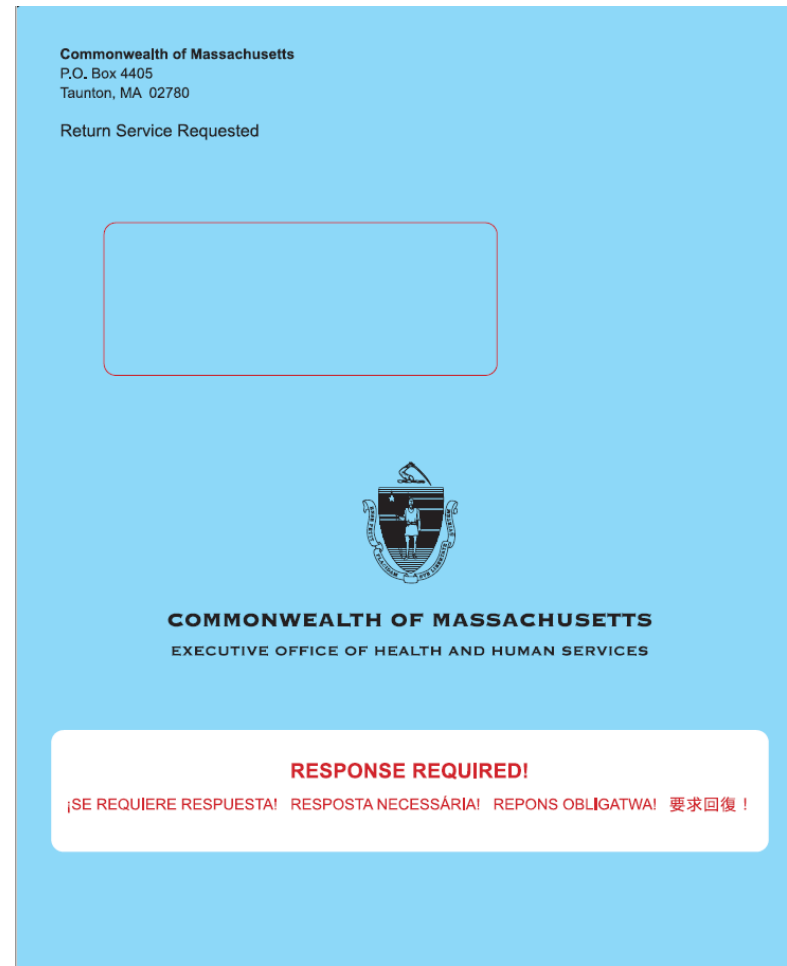 Commonwealth of Massachusetts
P.O. Box 4405
Taunton, MA 02780
Return Service Requested
COMMONWEALTH OF MASSACHUSETTS
EXECUTIVE OFFICE OF HEALTH AND HUMAN SERVICES
RESPONSE REQUIRED!
¡SE REQUIERE RESPUESTA! RESPOSTA NECESSÁRIA! REPONS OBLIGATWA! 要求回復！